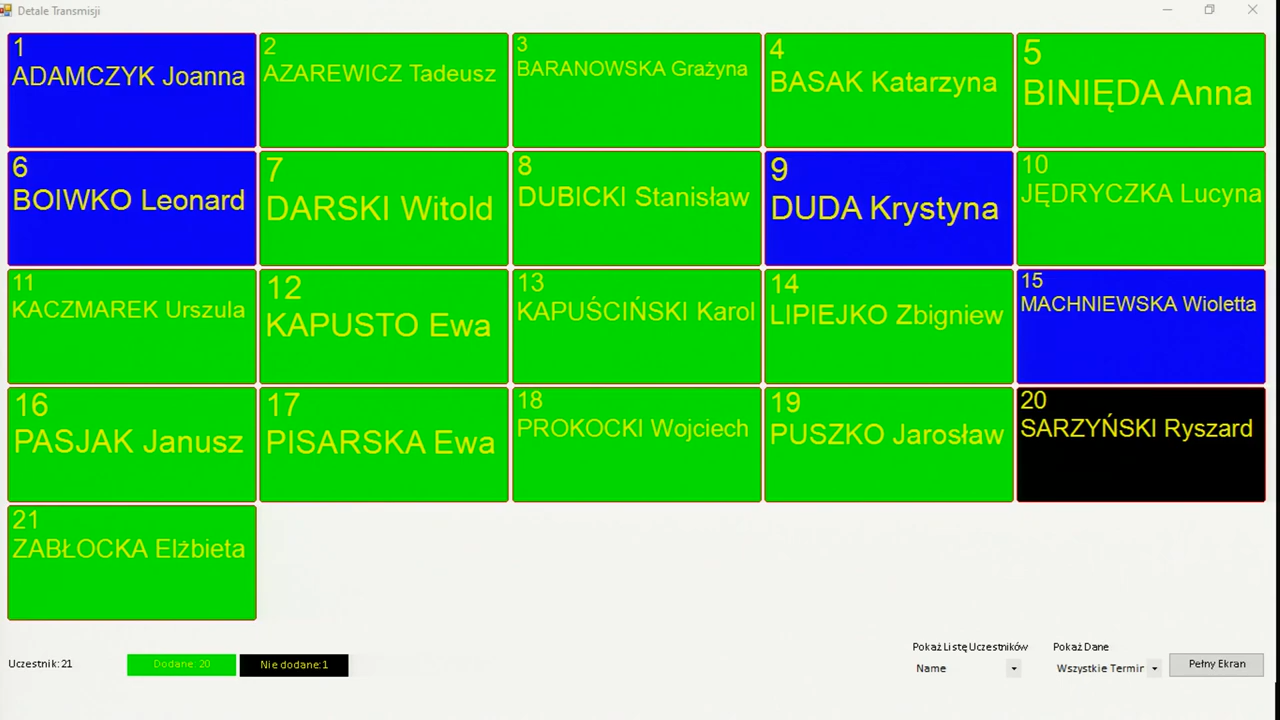 Detale Transmisji
1
ADAMCZYK Joanna
2
AZAREWICZ Tadeusz
3
BARANOWSKA Grażyna
4
BASAK Katarzyna
5
BINIĘDA Anna
6
BOIWKO Leonard
7
DARSKI Witold
8
DUBICKI Stanisław
9
DUDA Krystyna
10
JĘDRYCZKA Lucyna
11
KACZMAREK Urszula
12
KAPUSTO Ewa
13
KAPUŚCIŃSKI Karol
14
LIPIEJKO Zbigniew
15
MACHNIEWSKA Wioletta
16
PASJAK Janusz
17
PISARSKA Ewa
18
PROKOCKI Wojciech
19
PUSZKO Jarosław
20
SARZYŃSKI Ryszard
21
ZABŁOCKA Elżbieta
Uczestnik: 21
Dodane: 20
Nie dodane:1
Pokaż Listę Uczestników
Name
Pokaż Dane
Wszystkie Termir
Pełny Ekran